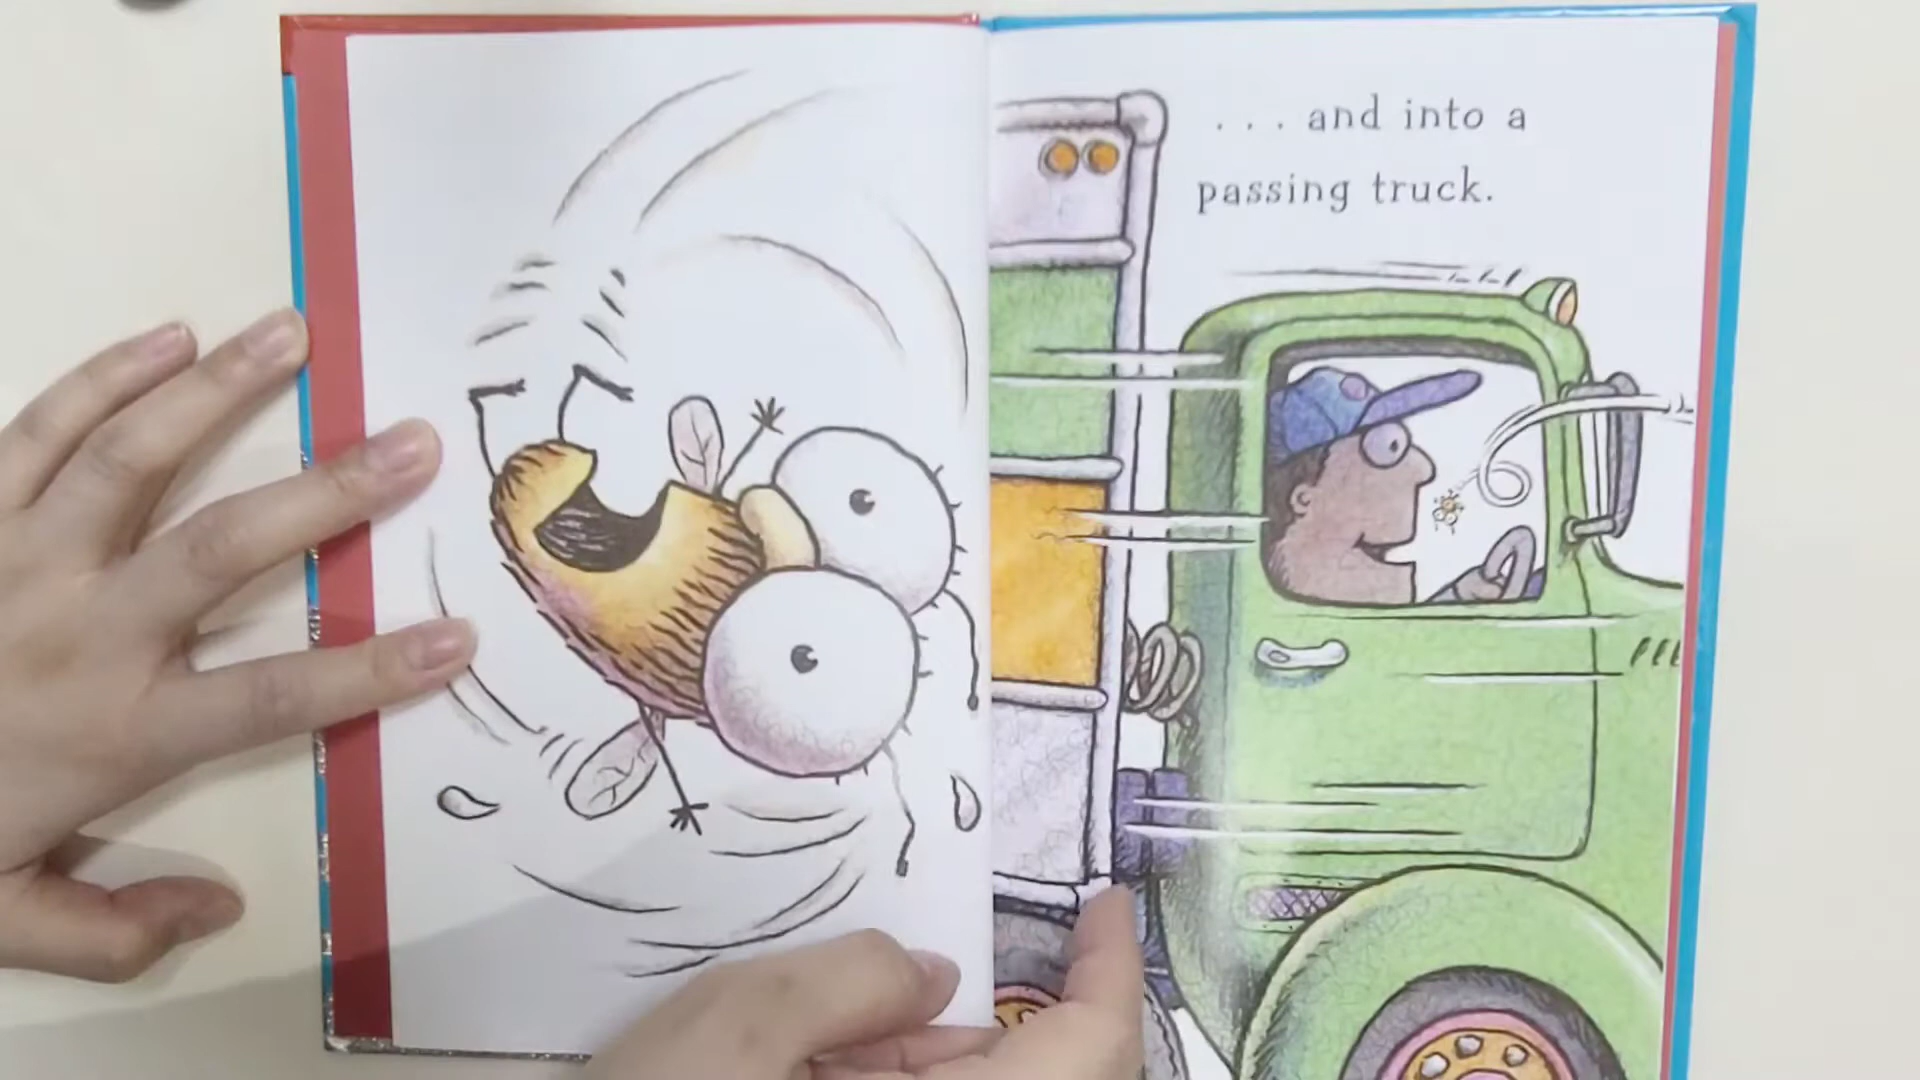 . . . and into a
passing truck.